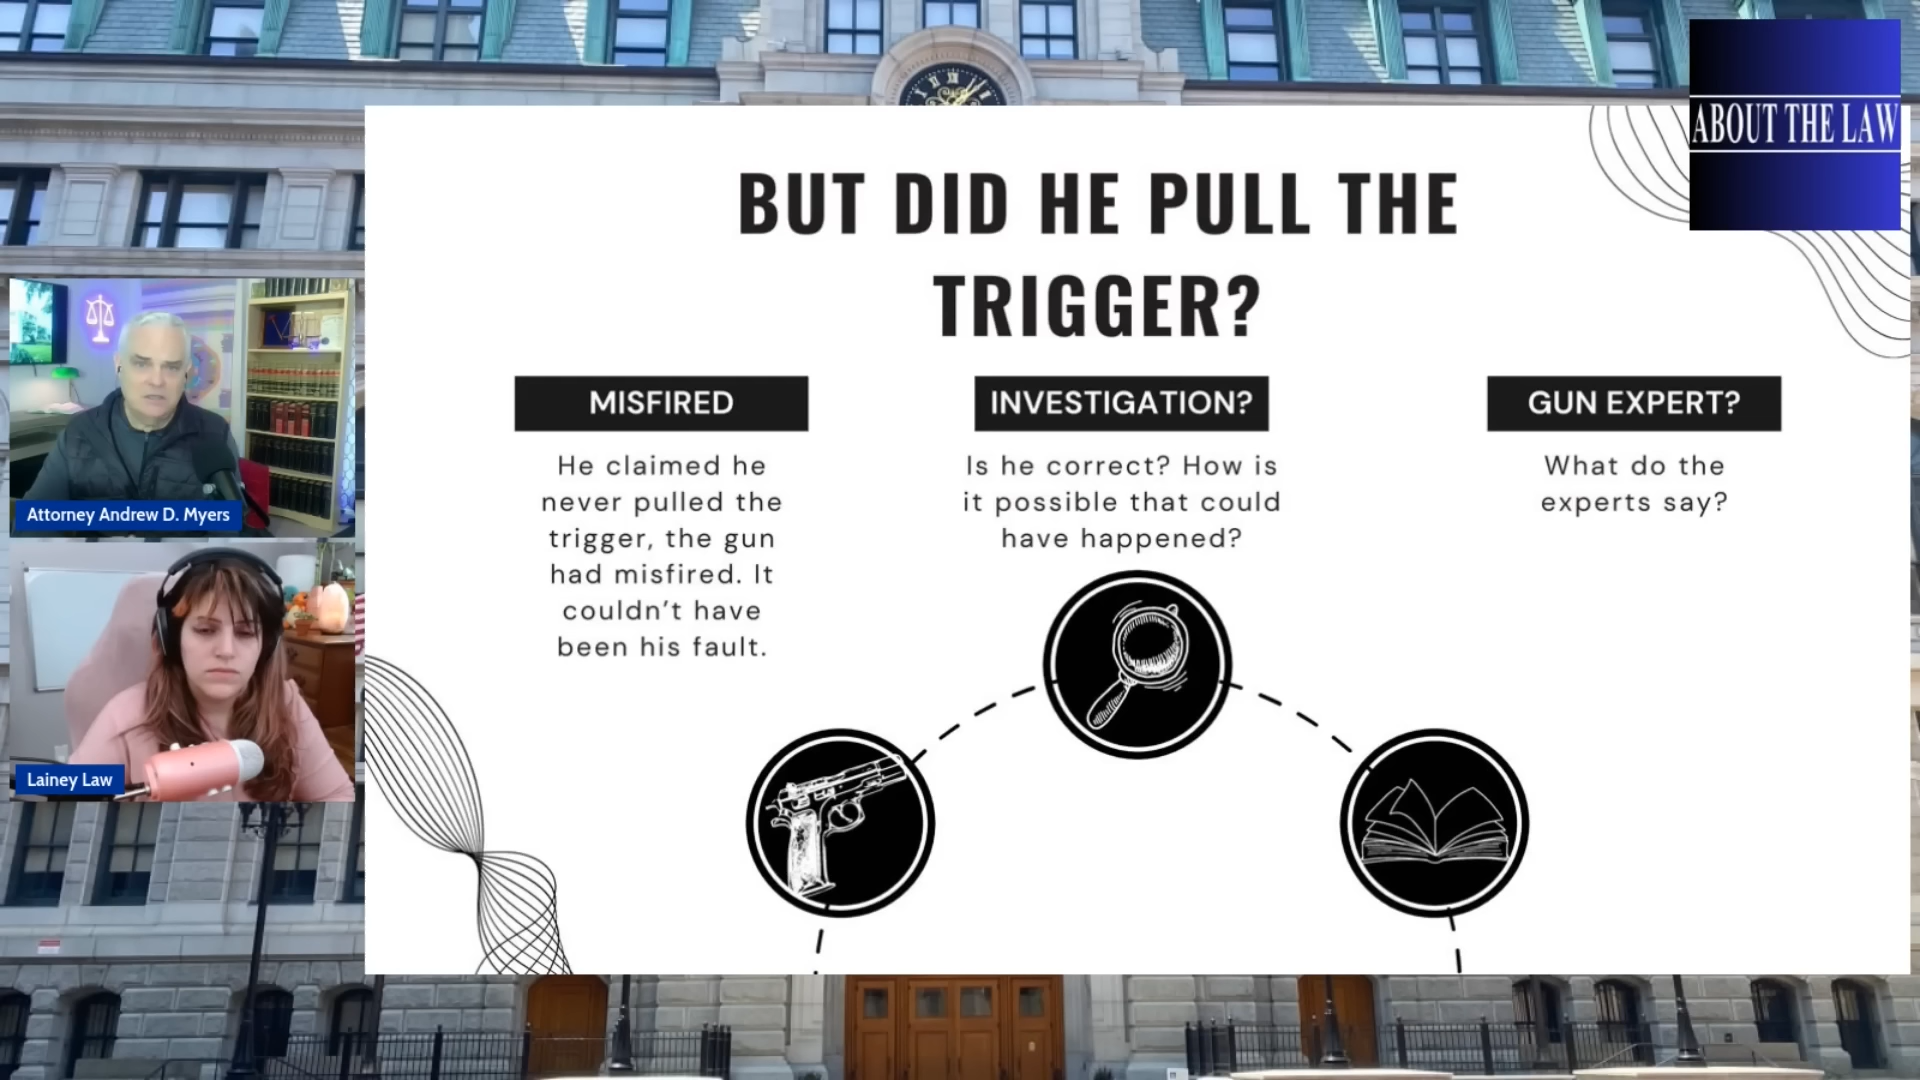 ABOUT THE LAW
BUT DID HE PULL THE
TRIGGER?
MISFIRED
He claimed he
never pulled the
trigger, the gun
had misfired. It
couldn’t have
been his fault.
INVESTIGATION?
Is he correct? How is
it possible that could
have happened?
GUN EXPERT?
What do the
experts say?
Attorney Andrew D. Myers
Lainey Law